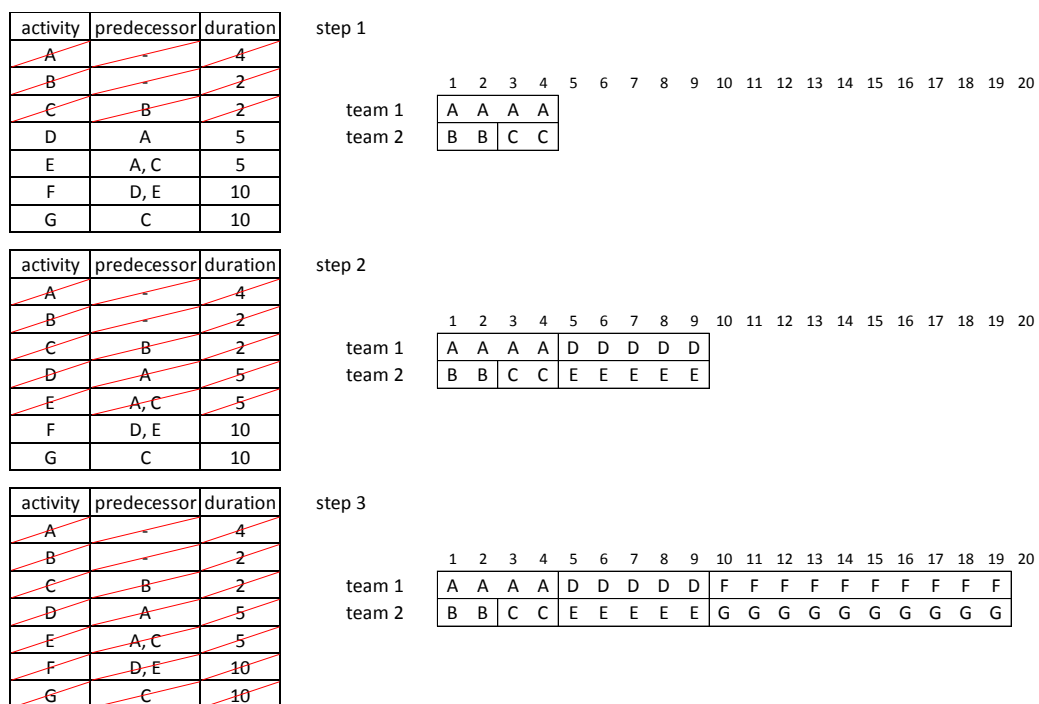 activity predecessor duration step 1
A - 4
B - 2 1 2 3 4 5 6 7 8 9 10 11 12 13 14 15 16 17 18 19 20
C B 2 team 1 A A A A
D A 5 team 2 B B C C
E A, C 5
F D, E 10
G C 10
activity predecessor duration step 2
A - 4
B - 2 1 2 3 4 5 6 7 8 9 10 11 12 13 14 15 16 17 18 19 20
C B 2 team 1 A A A A D D D D D
D A 5 team 2 B B C C E E E E E
E A, C 5
F D, E 10
G C 10
activity predecessor duration step 3
A - 4
B - 2 1 2 3 4 5 6 7 8 9 10 11 12 13 14 15 16 17 18 19 20
C B 2 team 1 A A A A D D D D D F F F F F F F F F F
D A 5 team 2 B B C C E E E E E G G G G G G G G G G
E A, C 5
F D, E 10
G C 10